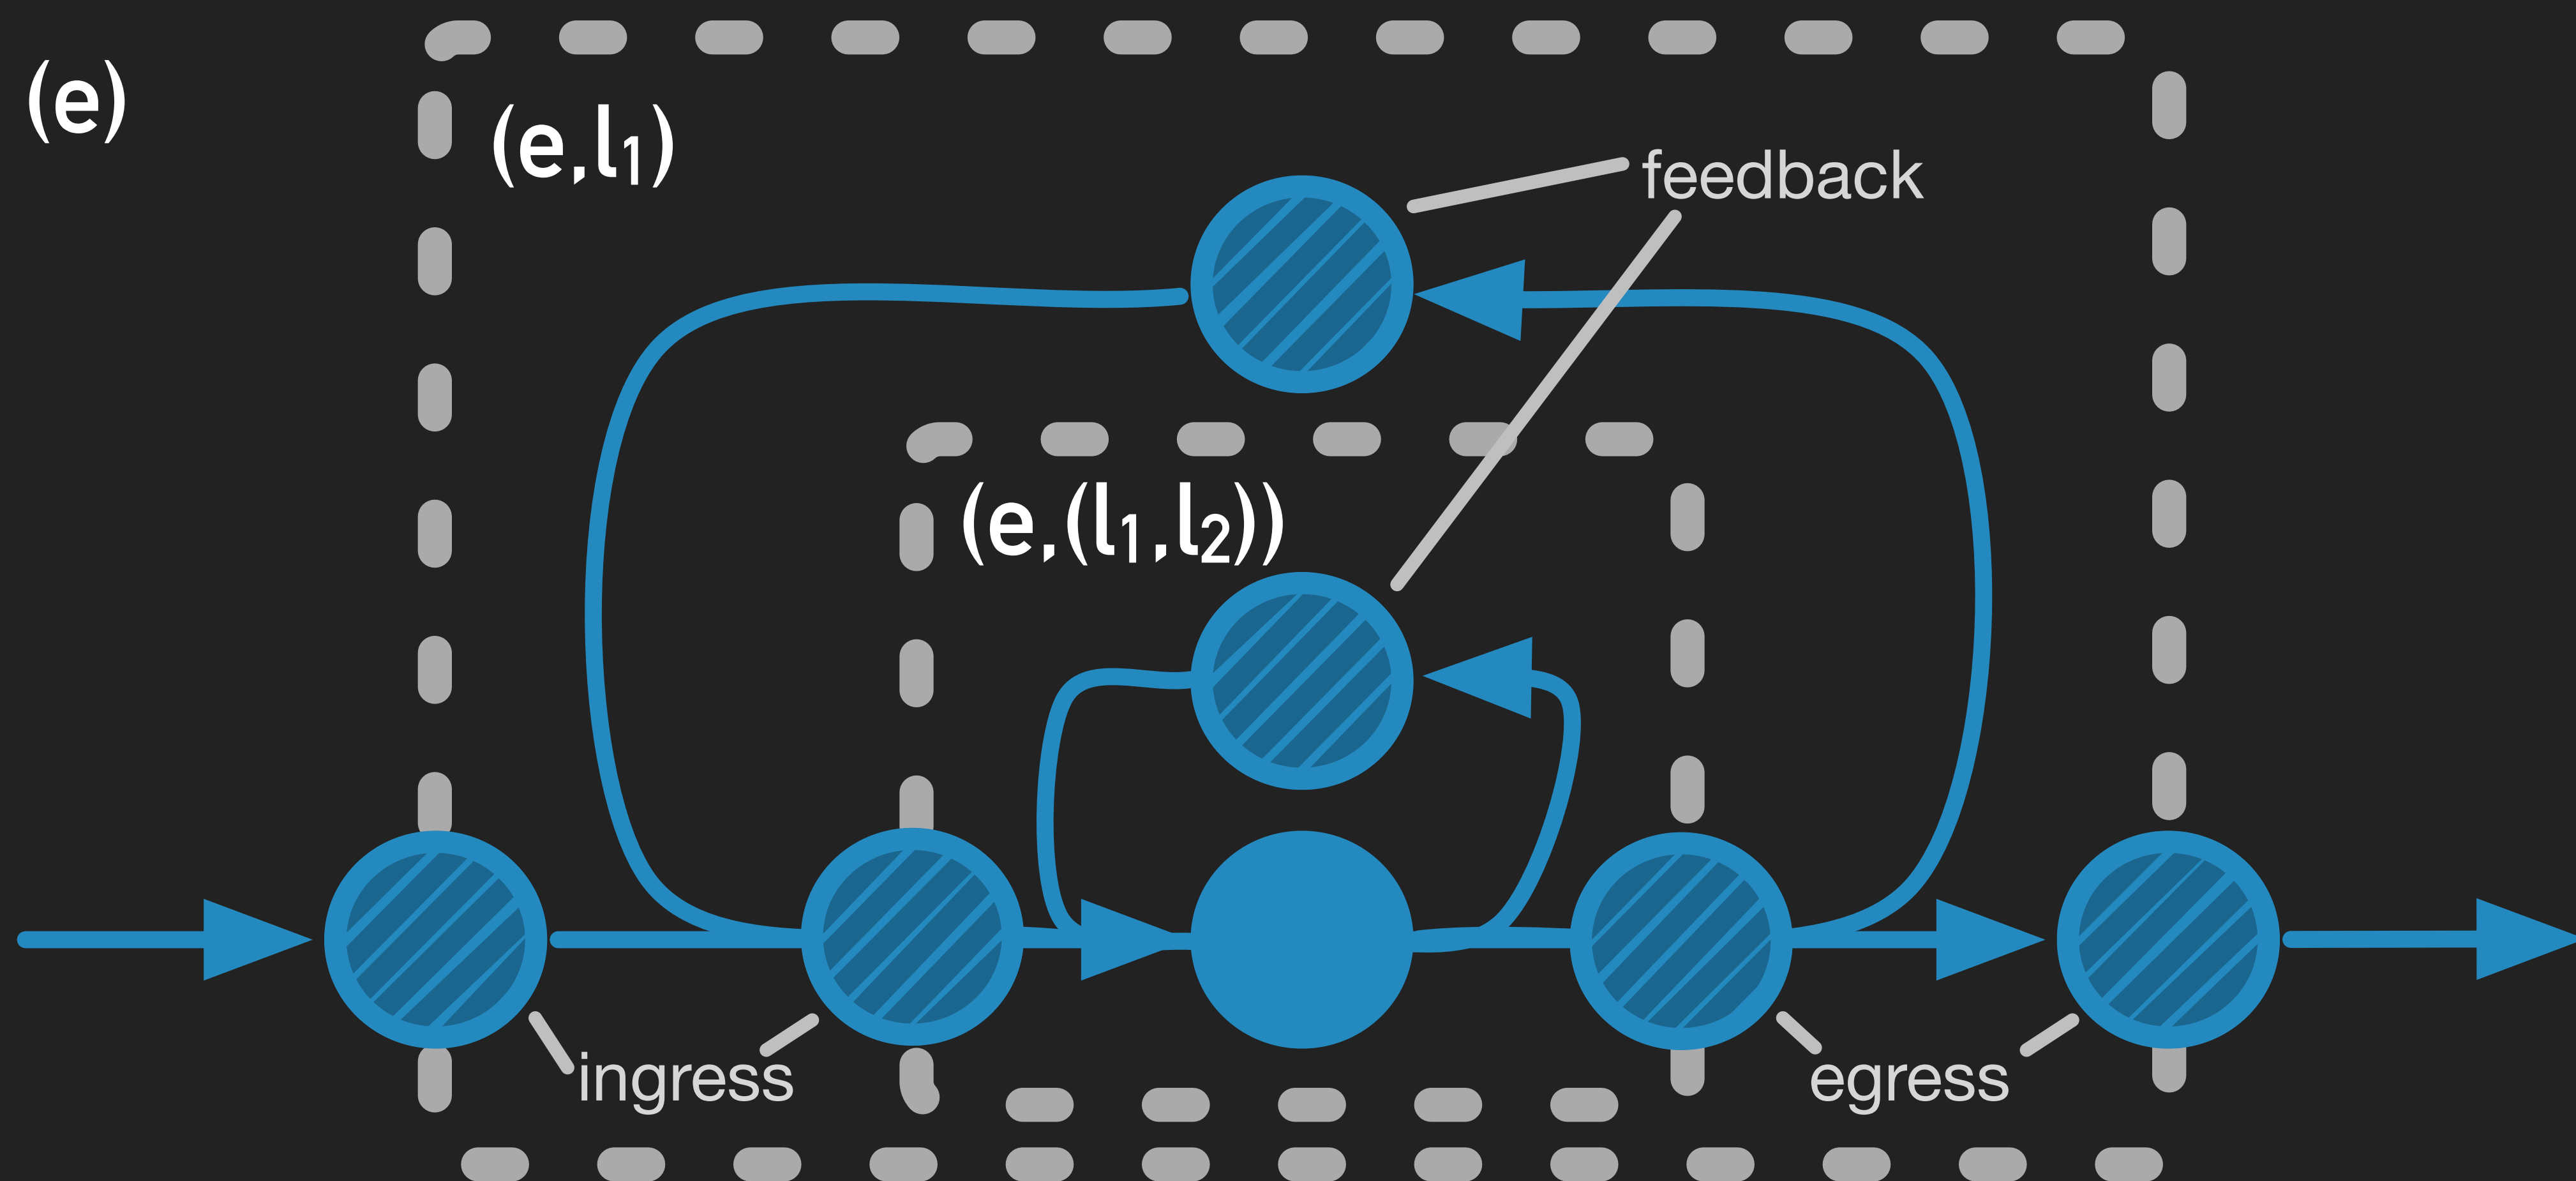 (e)
(e,l₁)
feedback
(e,(l₁,l₂))
ingress
egress